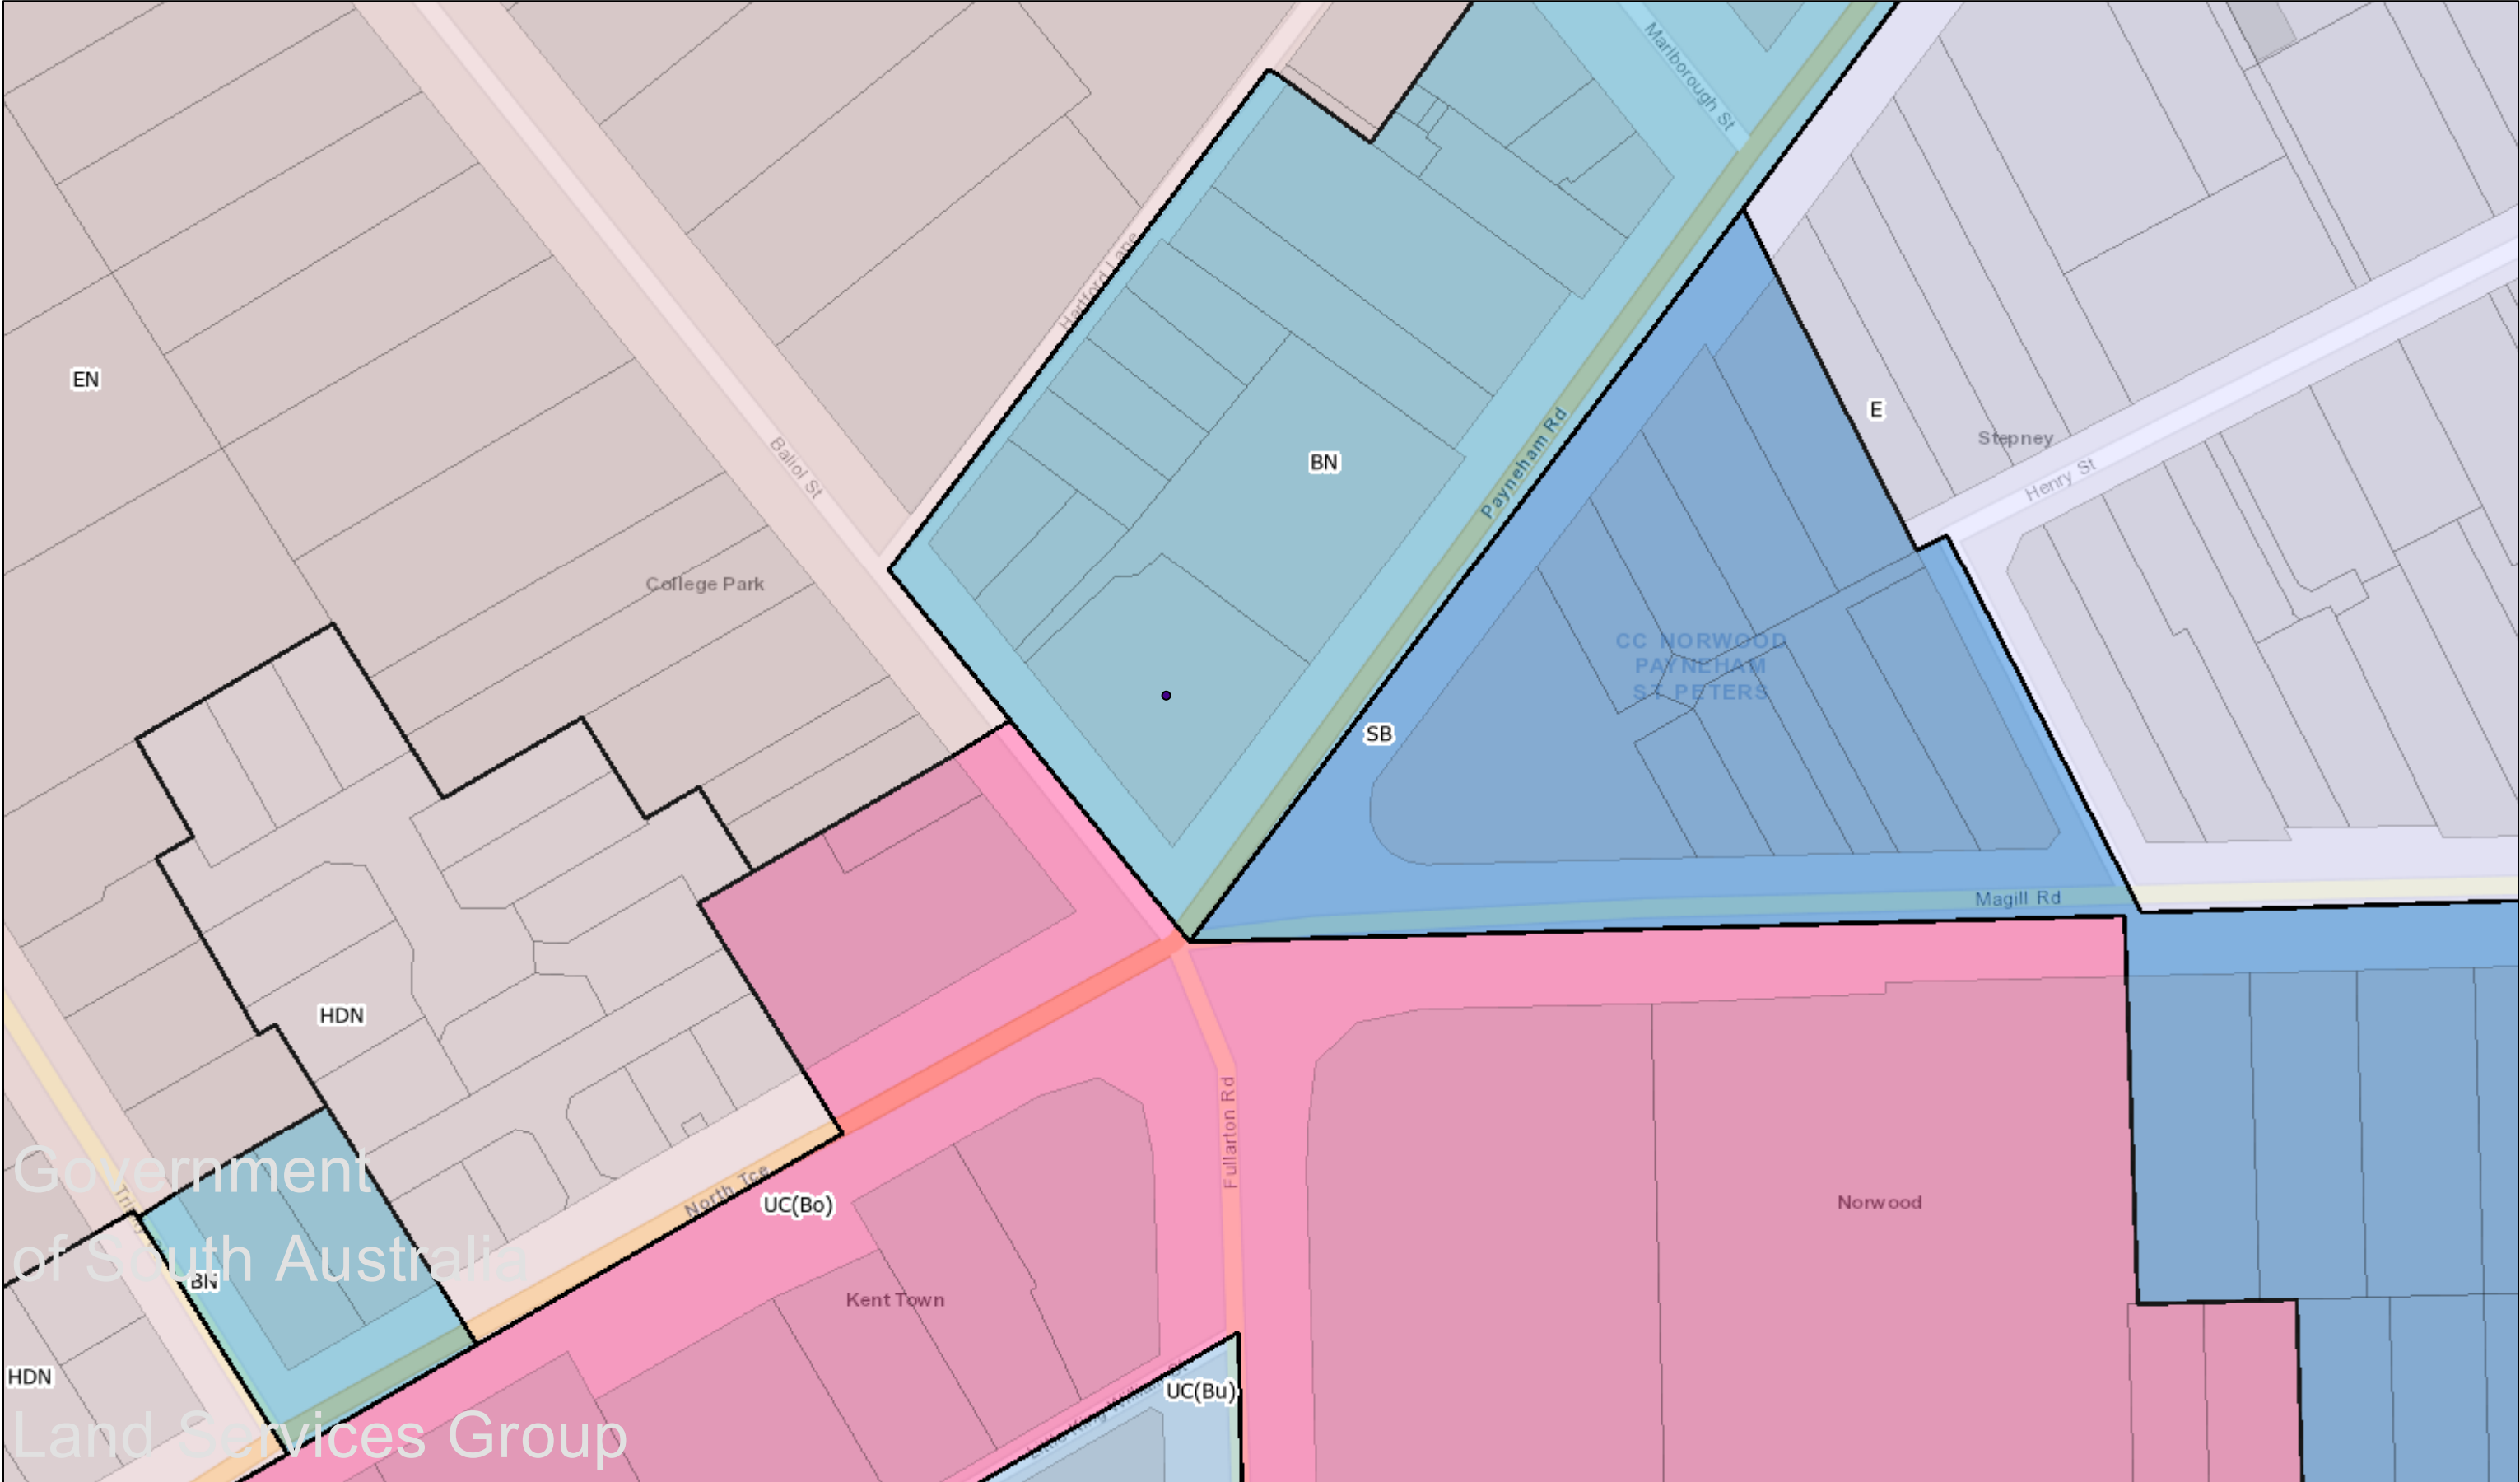 Marlborough St
Hartford Lane
EN
E
Stepney
Baliol St
BN
Payneham Rd
Henry St
College Park
CC NORWOOD
PAYNEHAM
ST PETERS
SB
Magill Rd
HDN
Fullarton Rd
Government
North Tce
UC(Bo)
Norwood
of South Australia
BN
Kent Town
HDN
UC(Bu)
Land Services Group